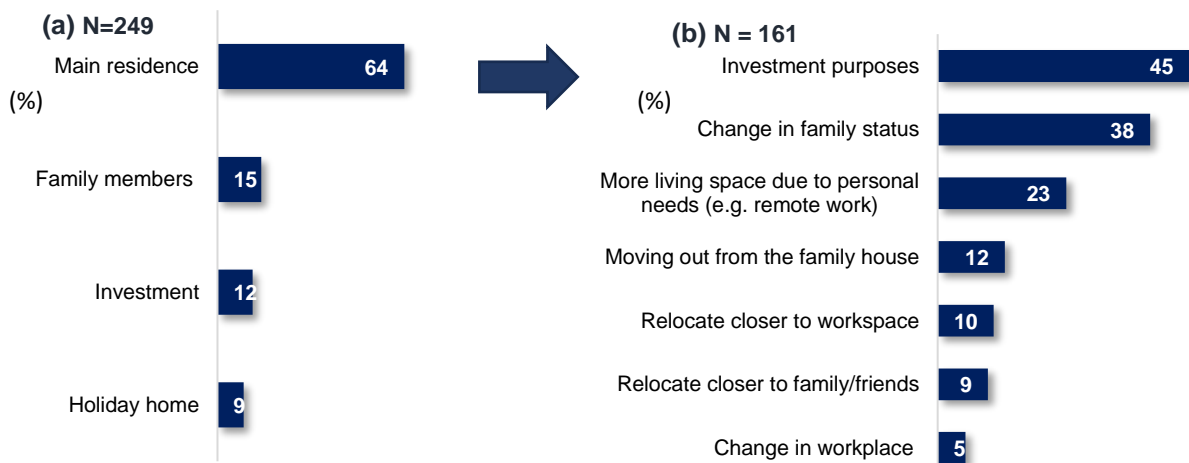 (a) N=249
Main residence 64
(%)
Family members 15
Investment 12
Holiday home 9
(b) N = 161
Investment purposes 45
(%)
Change in family status 38
More living space due to personal
needs (e.g. remote work) 23
Moving out from the family house 12
Relocate closer to workspace 10
Relocate closer to family/friends 9
Change in workplace 5